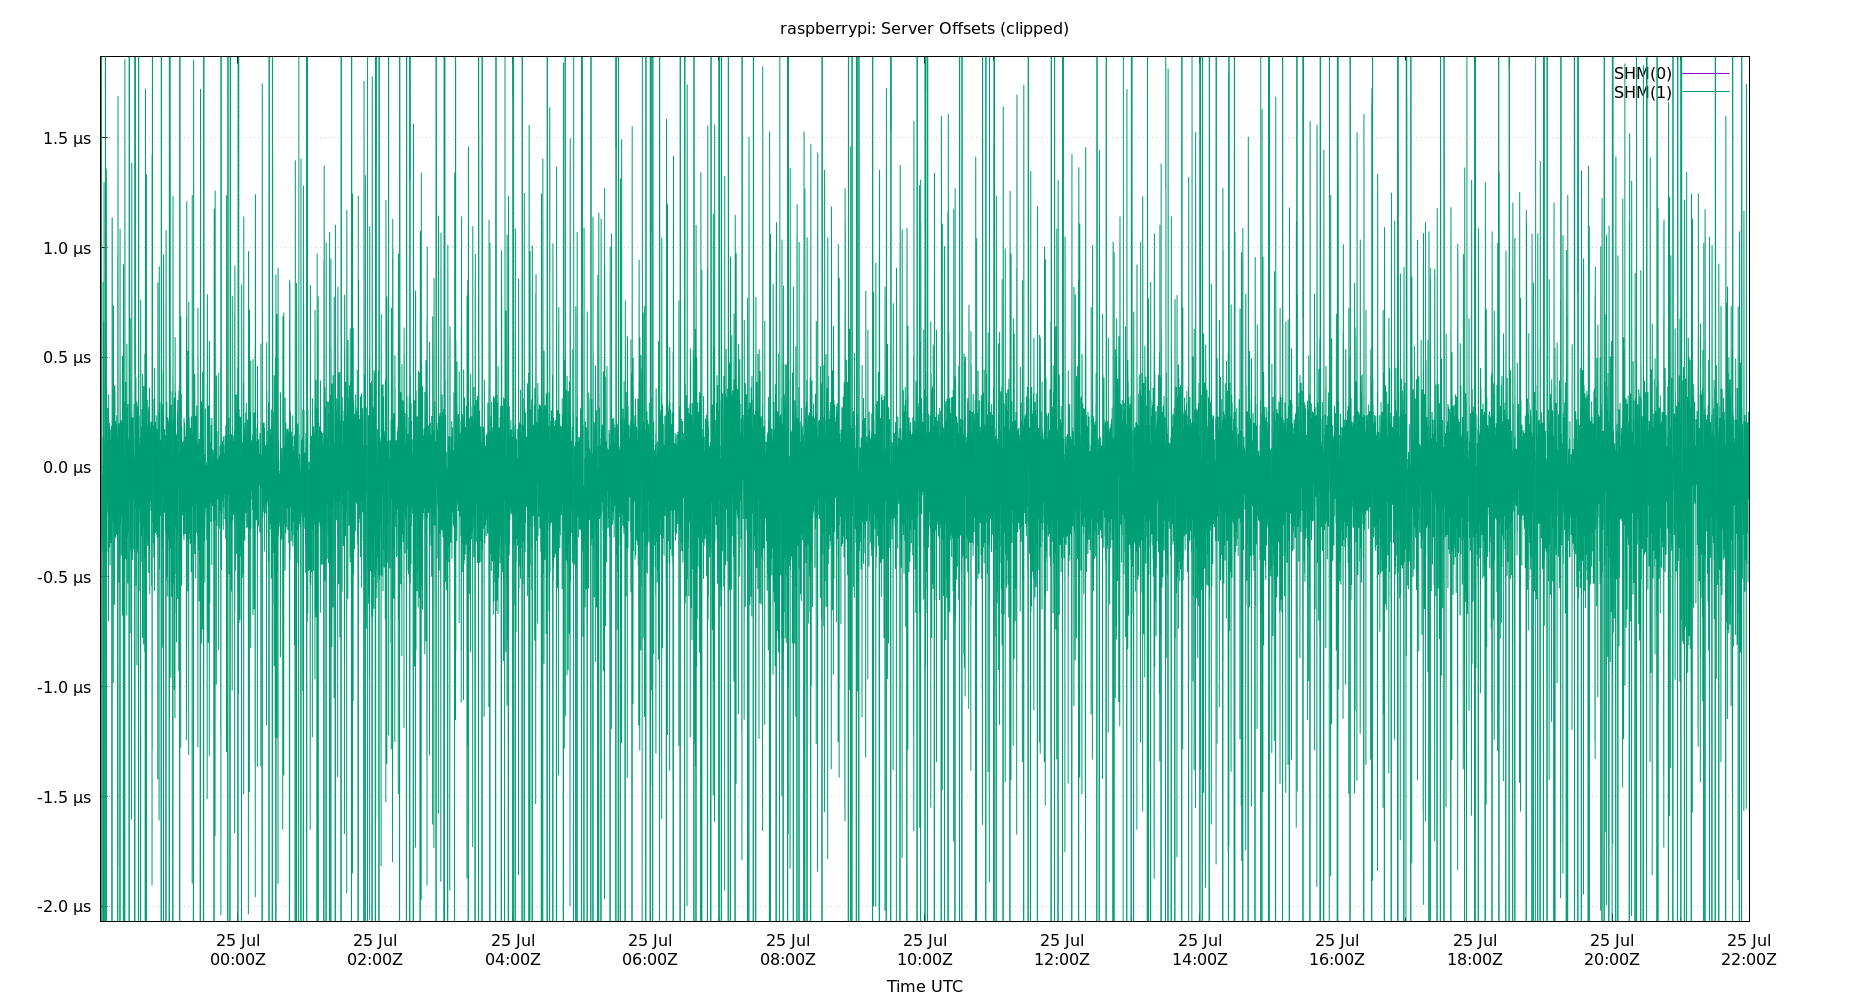 raspberrypi: Server Offsets (clipped)
SHM(0)
SHM(1)
1.5 µs
1.0 µs
0.5 µs
0.0 µs
-0.5 µs
-1.0 µs
-1.5 µs
-2.0 µs
25 Jul 25 Jul 25 Jul 25 Jul 25 Jul 25 Jul 25 Jul 25 Jul 25 Jul 25 Jul 25 Jul 25 Jul
00:00Z 02:00Z 04:00Z 06:00Z 08:00Z 10:00Z 12:00Z 14:00Z 16:00Z 18:00Z 20:00Z 22:00Z
Time UTC